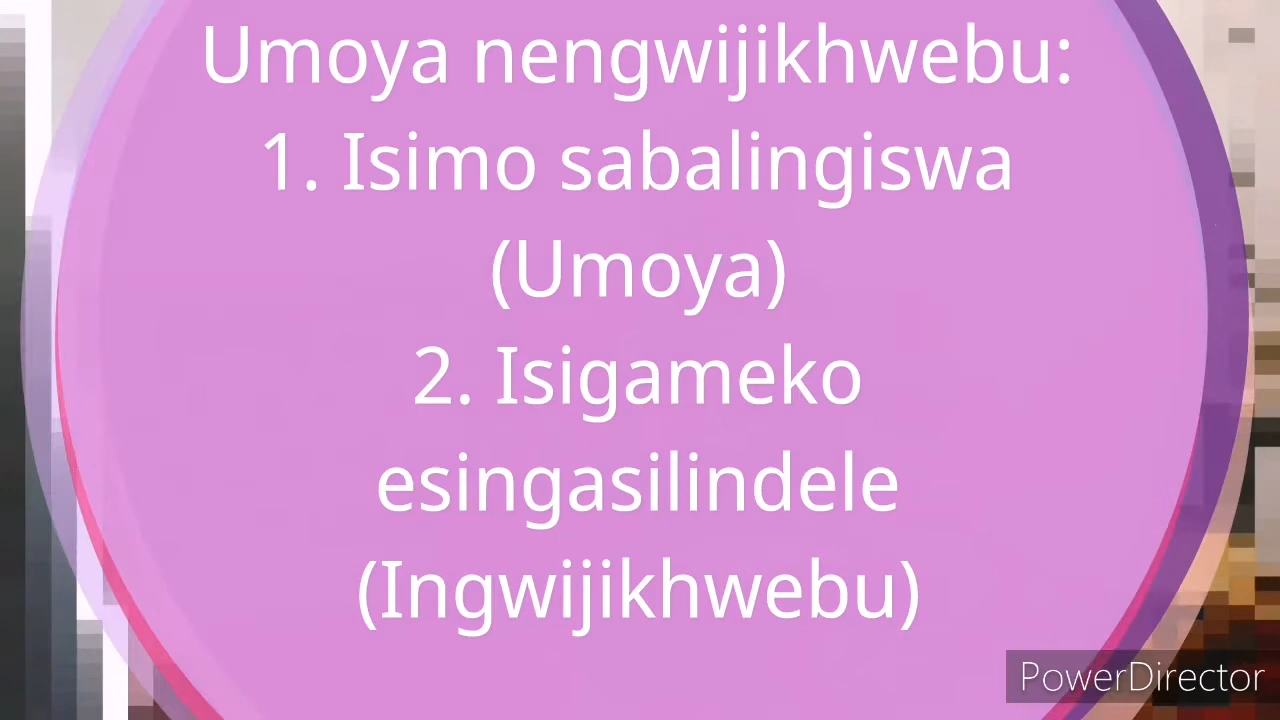 Umoya nengwijikhwebu:
1. Isimo sabalingiswa
(Umoya)
2. Isigameko
esingasilindele
(Ingwijikhwebu)
PowerDirector